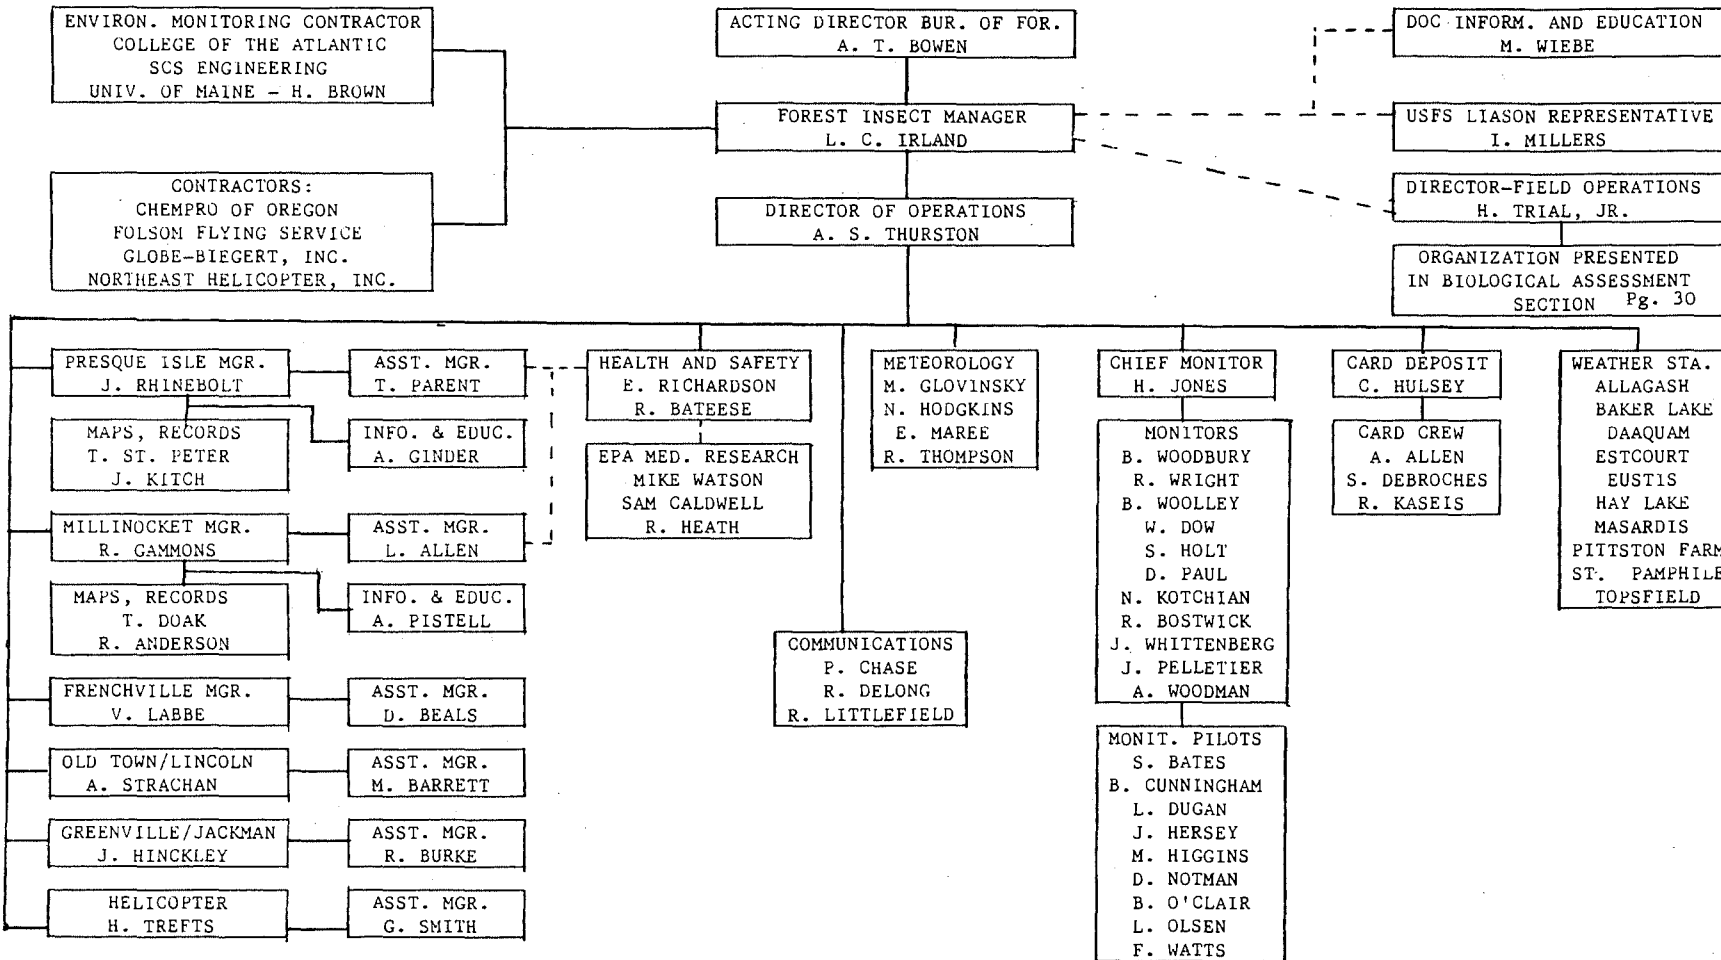 ENVIRON. MONITORING CONTRACTOR
COLLEGE OF THE ATLANTIC
SCS ENGINEERING
UNIV. OF MAINE - H. BROWN
ACTING DIRECTOR BUR. OF FOR.
A. T. BOWEN
DOC INFORM. AND EDUCATION
M. WIEBE
FOREST INSECT MANAGER
L. C. IRLAND
USFS LIASON REPRESENTATIVE
I. MILLERS
CONTRACTORS:
CHEMPRO OF OREGON
FOLSOM FLYING SERVICE
GLOBE-BIEGERT, INC.
NORTHEAST HELICOPTER, INC.
DIRECTOR OF OPERATIONS
A. S. THURSTON
DIRECTOR-FIELD OPERATIONS
H. TRIAL, JR.
ORGANIZATION PRESENTED
IN BIOLOGICAL ASSESSMENT
SECTION Pg. 30
PRESQUE ISLE MGR.
J. RHINEBOLT
ASST. MGR.
T. PARENT
MAPS, RECORDS
T. ST. PETER
J. KITCH
INFO. & EDUC.
A. GINDER
MILLINOCKET MGR.
R. GAMMONS
ASST. MGR.
L. ALLEN
MAPS, RECORDS
T. DOAK
R. ANDERSON
INFO. & EDUC.
A. PISTELL
FRENCHVILLE MGR.
V. LABBE
ASST. MGR.
D. BEALS
OLD TOWN/LINCOLN
A. STRACHAN
ASST. MGR.
M. BARRETT
GREENVILLE/JACKMAN
J. HINCKLEY
ASST. MGR.
R. BURKE
HELICOPTER
H. TREFTS
ASST. MGR.
G. SMITH
HEALTH AND SAFETY
E. RICHARDSON
R. BATEESE
EPA MED. RESEARCH
MIKE WATSON
SAM CALDWELL
R. HEATH
COMMUNICATIONS
P. CHASE
R. DELONG
R. LITTLEFIELD
METEOROLOGY
M. GLOVINSKY
N. HODGKINS
E. MAREE
R. THOMPSON
CHIEF MONITOR
H. JONES
MONITORS
B. WOODBURY
R. WRIGHT
B. WOOLLEY
W. DOW
S. HOLT
D. PAUL
N. KOTCHIAN
R. BOSTWICK
J. WHITTENBERG
J. PELLETIER
A. WOODMAN
MONIT. PILOTS
S. BATES
B. CUNNINGHAM
L. DUGAN
J. HERSEY
M. HIGGINS
D. NOTMAN
B. O'CLAIR
L. OLSEN
F. WATTS
CARD DEPOSIT
C. HULSEY
CARD CREW
A. ALLEN
S. DEBROCHES
R. KASEIS
WEATHER STA.
ALLAGASH
BAKER LAKE
DAAQUAM
ESTCOURT
EUSTIS
HAY LAKE
MASARDIS
PITTSTON FARM
ST. PAMPHILE
TOPSFIELD